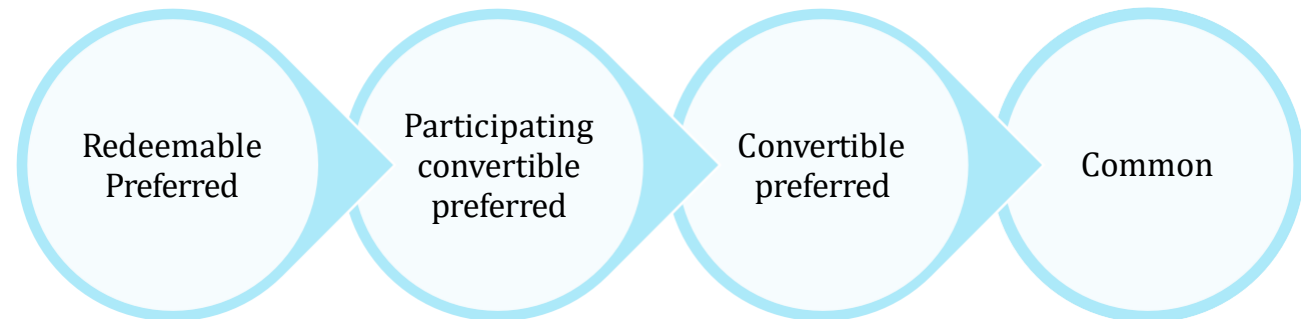 Redeemable
Preferred
Participating
convertible
preferred
Convertible
preferred
Common